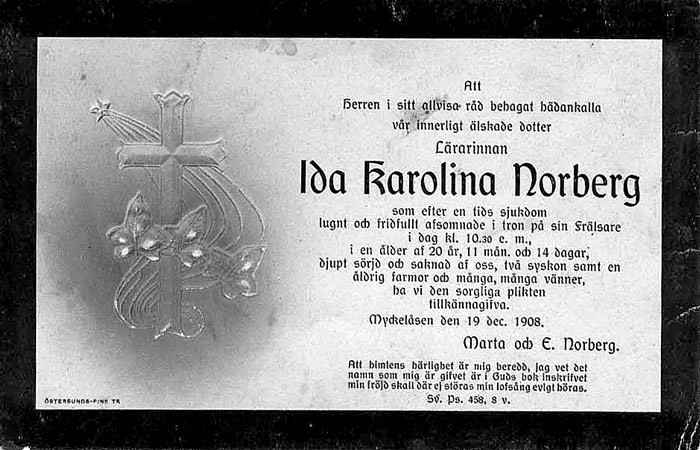 Att
Herren i sitt allvisa råd behagat hädankalla
vår innerligt älskade dotter
Lärarinnan
Ida Karolina Norberg
som efter en tids sjukdom
lugnt och fridfullt afsomnade i tron på sin Frälsare
i dag kl. 10.30 e. m.,
i en ålder af 20 år, 11 mån. och 14 dagar,
djupt sörjd och saknad af oss, två syskon samt en
åldrig farmor och många, många vänner,
ha vi den sorgliga plikten
tillkännagifva.
Myckelåsen den 19 dec. 1908.
Marta och E. Norberg.
Att himlens härlighet är mig beredd, jag vet det
namn som mig är gifvet är i Guds bok inskrifvet
min fröjd skall där ej störas min lofsång evigt höras.
Sv. Ps. 458, 8 v.
ÖSTERSUNDS-P:NS TR